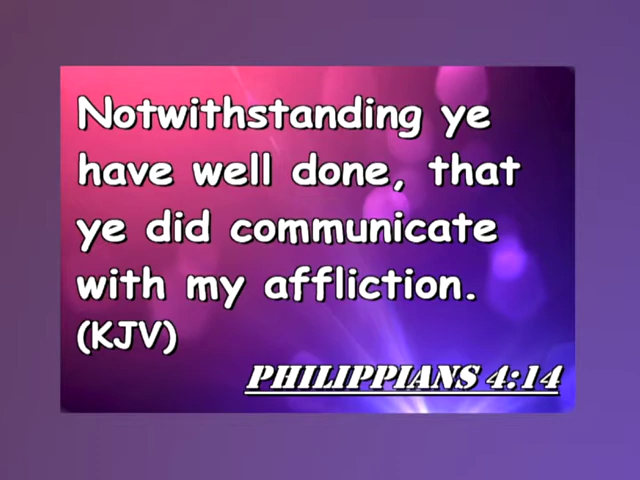 Notwithstanding ye
have well done, that
ye did communicate
with my affliction.
(KJV)
PHILIPPIANS 4:14